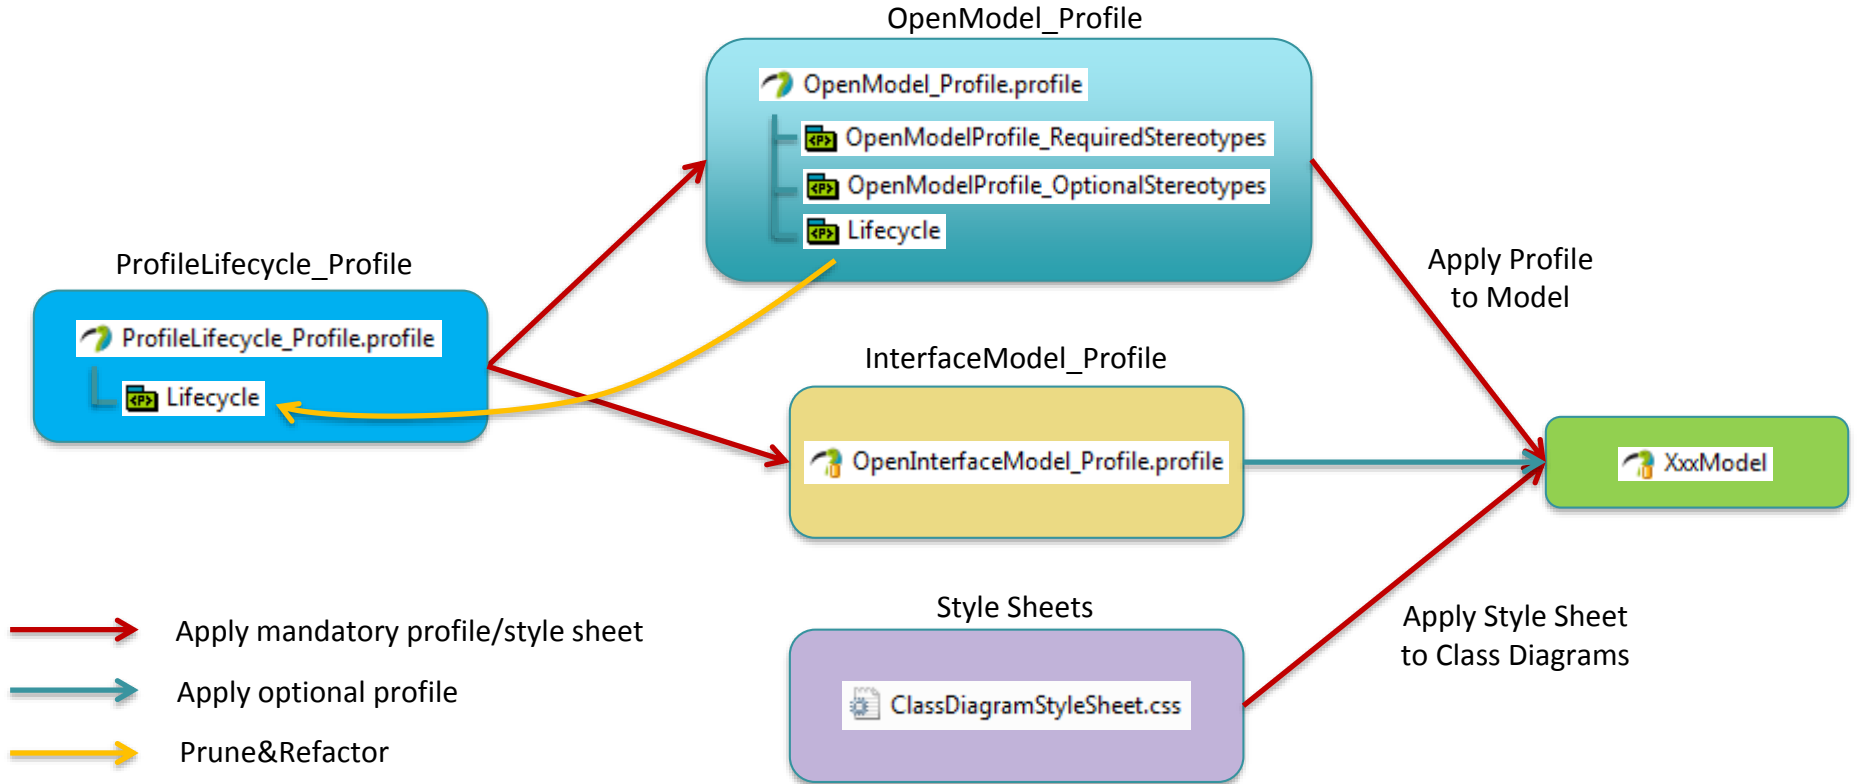 OpenModel_Profile
OpenModel_Profile.profile
<P> OpenModelProfile_RequiredStereotypes
<P> OpenModelProfile_OptionalStereotypes
<P> Lifecycle
ProfileLifecycle_Profile
ProfileLifecycle_Profile.profile
<P> Lifecycle
Apply Profile
to Model
InterfaceModel_Profile
OpenInterfaceModel_Profile.profile
XxxModel
Style Sheets
ClassDiagramStyleSheet.css
Apply Style Sheet
to Class Diagrams
Apply mandatory profile/style sheet
Apply optional profile
Prune&Refactor